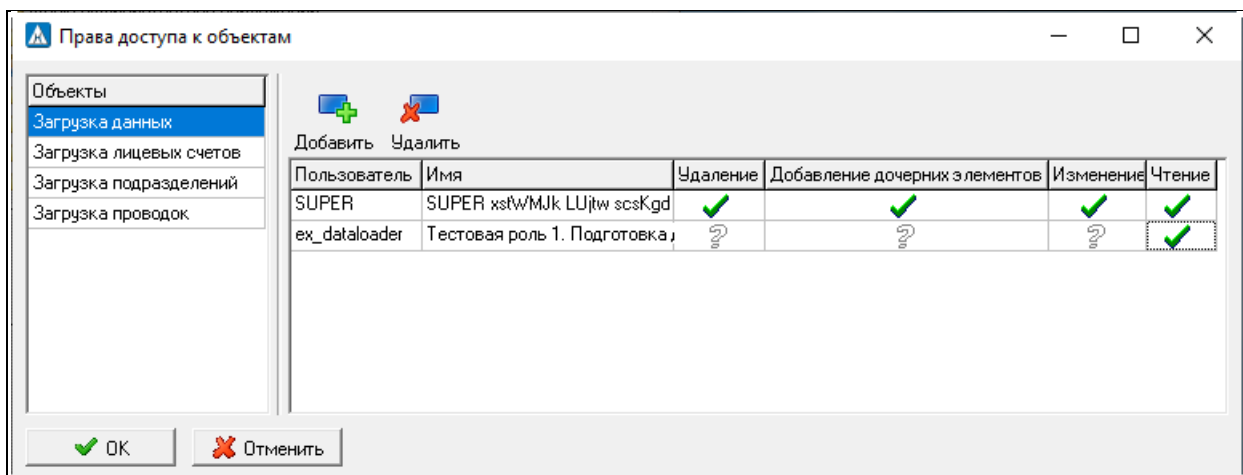 Права доступа к объектам
Объекты
Загрузка данных
Загрузка лицевых счетов
Загрузка подразделений
Загрузка проводок
Добавить Удалить
Пользователь Имя Удаление Добавление дочерних элементов Изменение Чтение
SUPER SUPER xsfWMJk LUjtw scsKgd
ex_dataloader Тестовая роль 1. Подготовка
OK Отменить